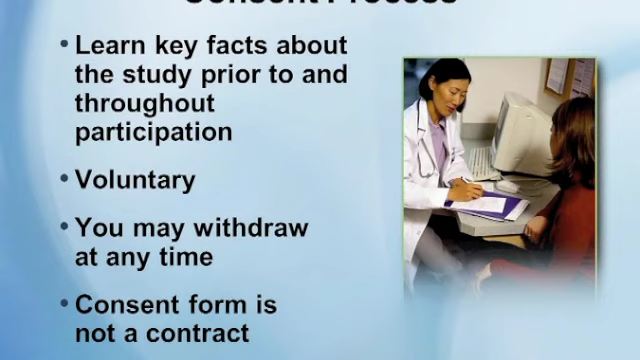 Consent Process
• Learn key facts about
the study prior to and
throughout
participation
• Voluntary
• You may withdraw
at any time
• Consent form is
not a contract